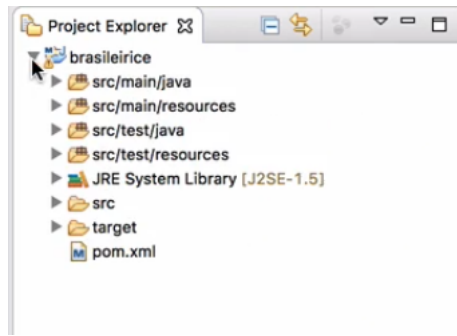 Project Explorer
brasileirice
src/main/java
src/main/resources
src/test/java
src/test/resources
JRE System Library [J2SE-1.5]
src
target
pom.xml